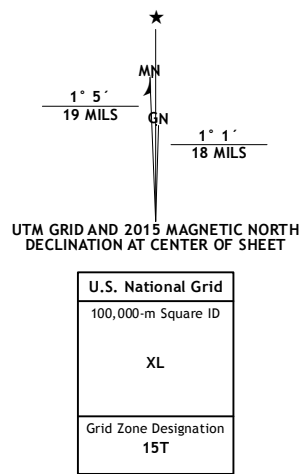 ★
MN
1° 5´
19 MILS
GN
1° 1´
18 MILS
UTM GRID AND 2015 MAGNETIC NORTH
DECLINATION AT CENTER OF SHEET
U.S. National Grid
100,000-m Square ID
XL
Grid Zone Designation
15T